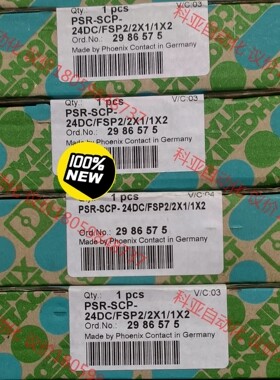 Qty.: 1 pcs V/C:03
PSR-SCP-
24DC/FSP2/2X1/1X2
Ord.No.: 29 86 57 5
Made by Phoenix Contact in Germany
Qty.: 1 pcs V/C:03
PSR-SCP-
24DC/FSP2/2X1/1X2
Ord.No.: 29 86 57 5
Made by Phoenix Contact in Germany
100%
NEW
1 pcs V/C:04
PSR-SCP- 24DC/FSP2/2X1/1X2
Ord.No.: 29 86 57 5
Made by Phoenix Contact in Germany
Qty.: 1 pcs V/C:03
PSR-SCP-
24DC/FSP2/2X1/1X2
Ord.No.: 29 86 57 5
Made by Phoenix Contact in Germany